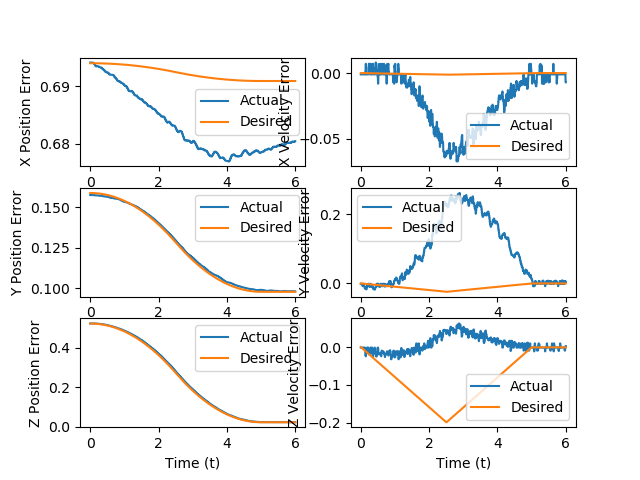 X Position Error
0.69
0.68
0 2 4 6
Actual
Desired
X Velocity Error
0.00
−0.05
0 2 4 6
Actual
Desired
Y Position Error
0.150
0.125
0.100
0 2 4 6
Actual
Desired
Y Velocity Error
0.2
0.0
0 2 4 6
Actual
Desired
Z Position Error
0.4
0.2
0.0
0 2 4 6
Time (t)
Actual
Desired
Z Velocity Error
0.0
−0.1
−0.2
0 2 4 6
Time (t)
Actual
Desired